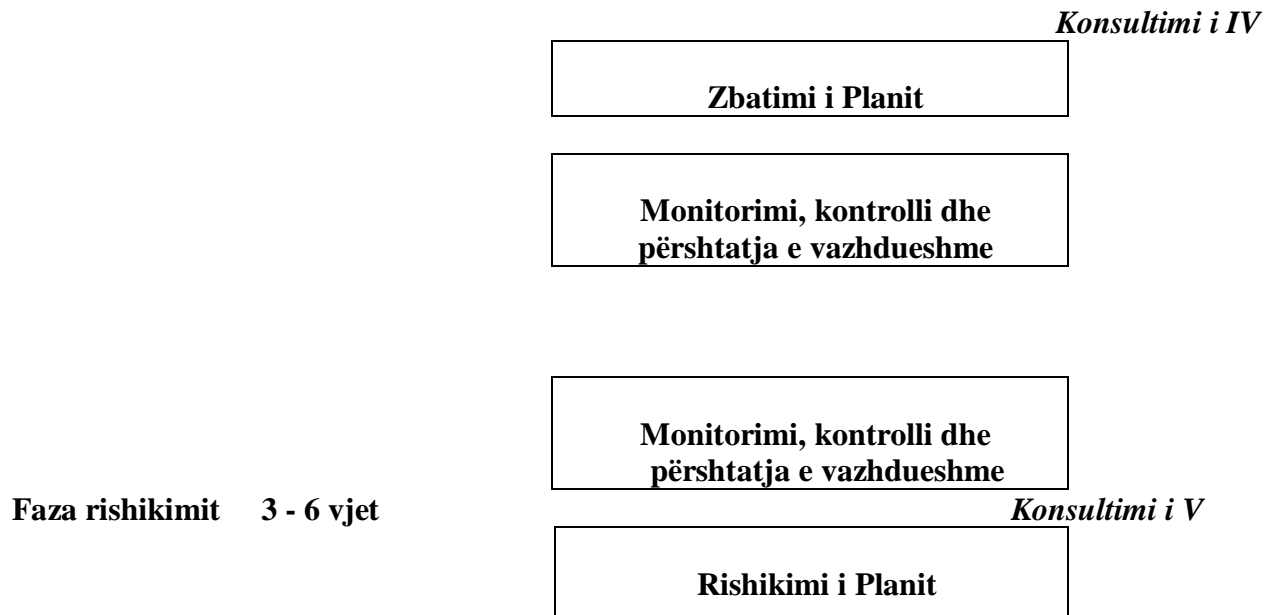 Konsultimi i IV
Zbatimi i Planit
Monitorimi, kontrolli dhe
përshtatja e vazhdueshme
Monitorimi, kontrolli dhe
përshtatja e vazhdueshme
Faza rishikimit 3 - 6 vjet Konsultimi i V
Rishikimi i Planit